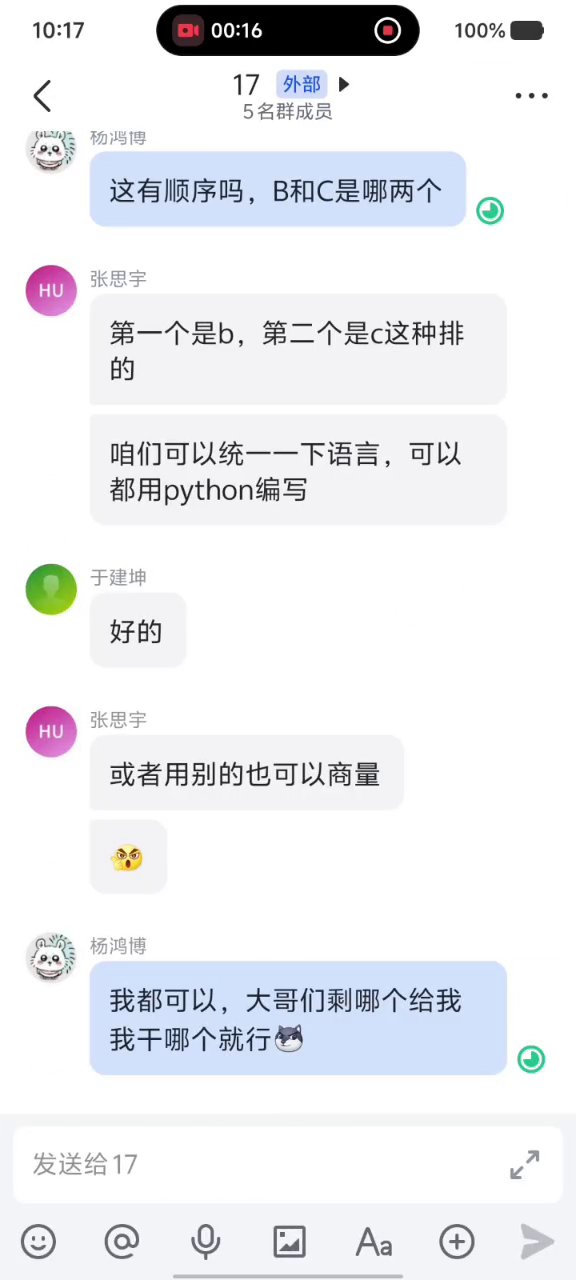 10:17
00:16
100%
17 外部
5名群成员
杨鸿博
这有顺序吗，B和C是哪两个
HU
张思宇
第一个是b，第二个是c这种排
的
咱们可以统一一下语言，可以
都用python编写
于建坤
好的
HU
张思宇
或者用别的也可以商量
杨鸿博
我都可以，大哥们剩哪个给我
我干哪个就行
发送给17
Aa